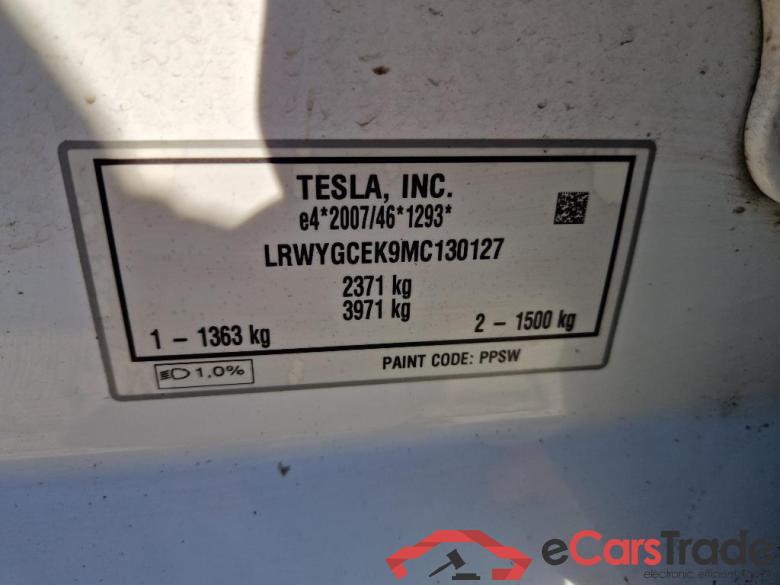 TESLA, INC.
e4*2007/46*1293*
LRWYGCEK9MC130127
2371 kg
3971 kg
1 - 1363 kg
2 - 1500 kg
1.0%
PAINT CODE: PPSW
eCarsTrade